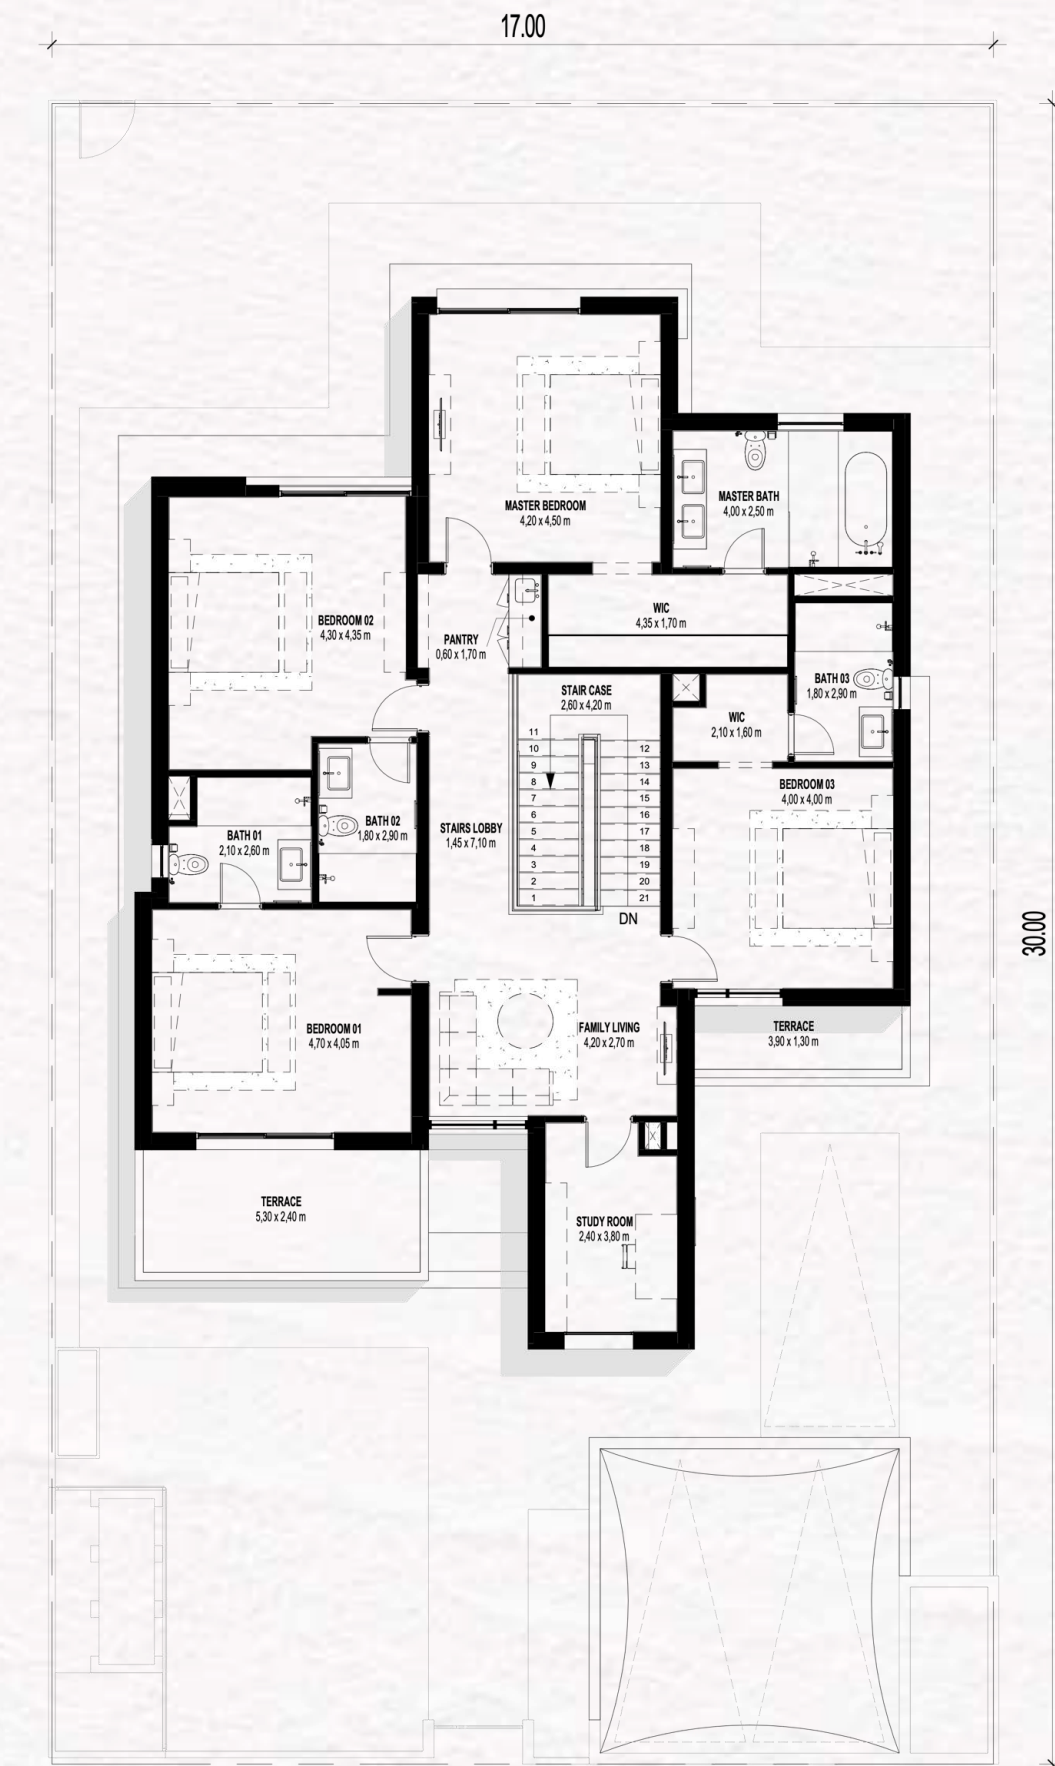 17.00
MASTER BEDROOM
4,20 x 4,50 m
MASTER BATH
4,00 x 2,50 m
BEDROOM 02
4,30 x 4,35 m
PANTRY
0,60 x 1,70 m
WIC
4,35 x 1,70 m
BATH 03
1,80 x 2,90 m
STAIR CASE
2,60 x 4,20 m
WIC
2,10 x 1,60 m
11
10
9
8
7
6
5
4
3
2
1
12
13
14
15
16
17
18
19
20
21
DN
BEDROOM 03
4,00 x 4,00 m
BATH 01
2,10 x 2,60 m
BATH 02
1,80 x 2,90 m
STAIRS LOBBY
1,45 x 7,10 m
30.00
BEDROOM 01
4,70 x 4,05 m
FAMILY LIVING
4,20 x 2,70 m
TERRACE
3,90 x 1,30 m
TERRACE
5,30 x 2,40 m
STUDY ROOM
2,40 x 3,80 m